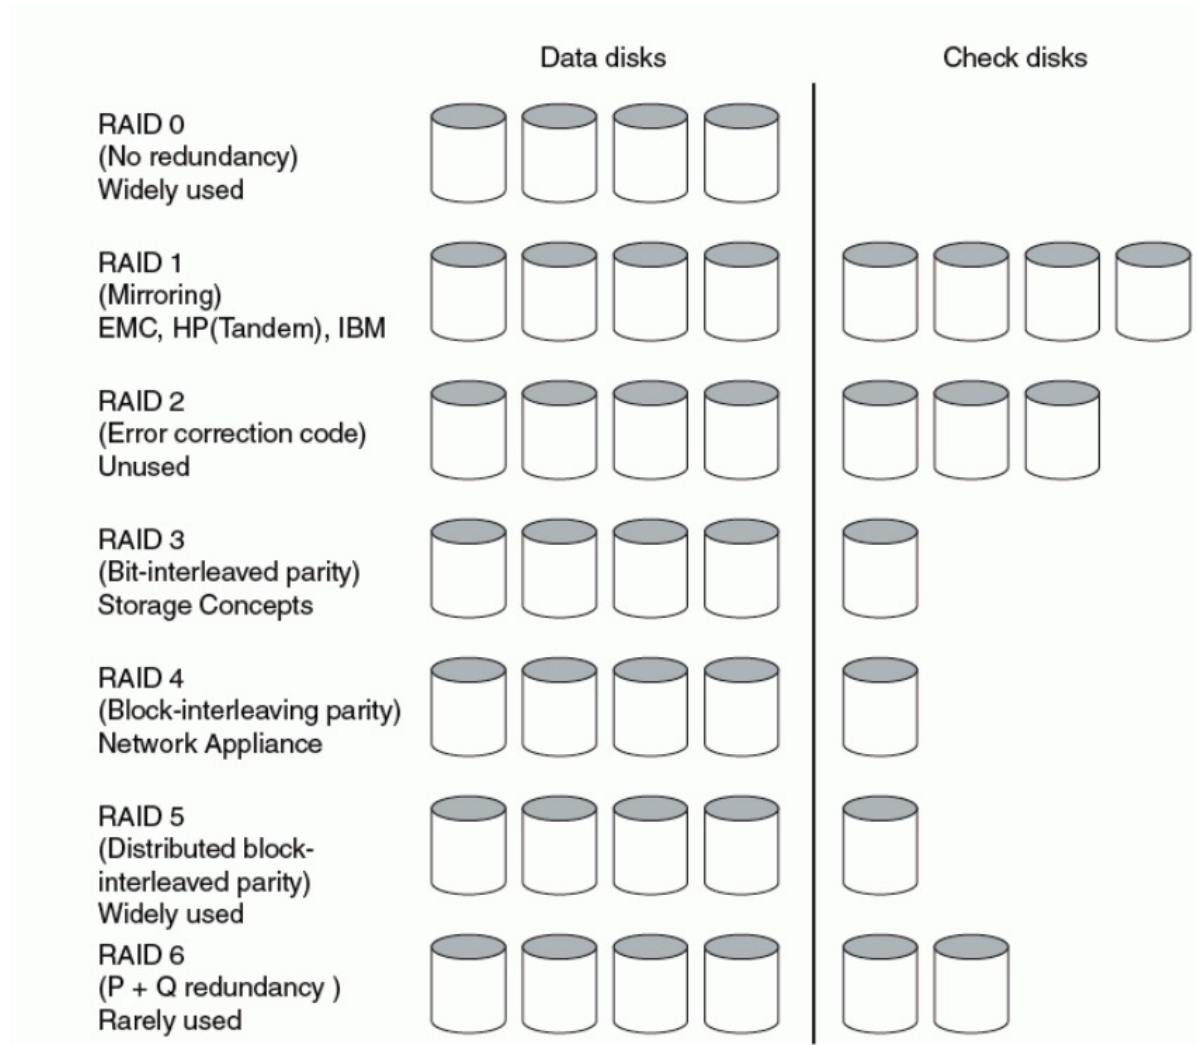 Data disks
Check disks
RAID 0
(No redundancy)
Widely used
RAID 1
(Mirroring)
EMC, HP(Tandem), IBM
RAID 2
(Error correction code)
Unused
RAID 3
(Bit-interleaved parity)
Storage Concepts
RAID 4
(Block-interleaving parity)
Network Appliance
RAID 5
(Distributed block-
interleaved parity)
Widely used
RAID 6
(P + Q redundancy )
Rarely used